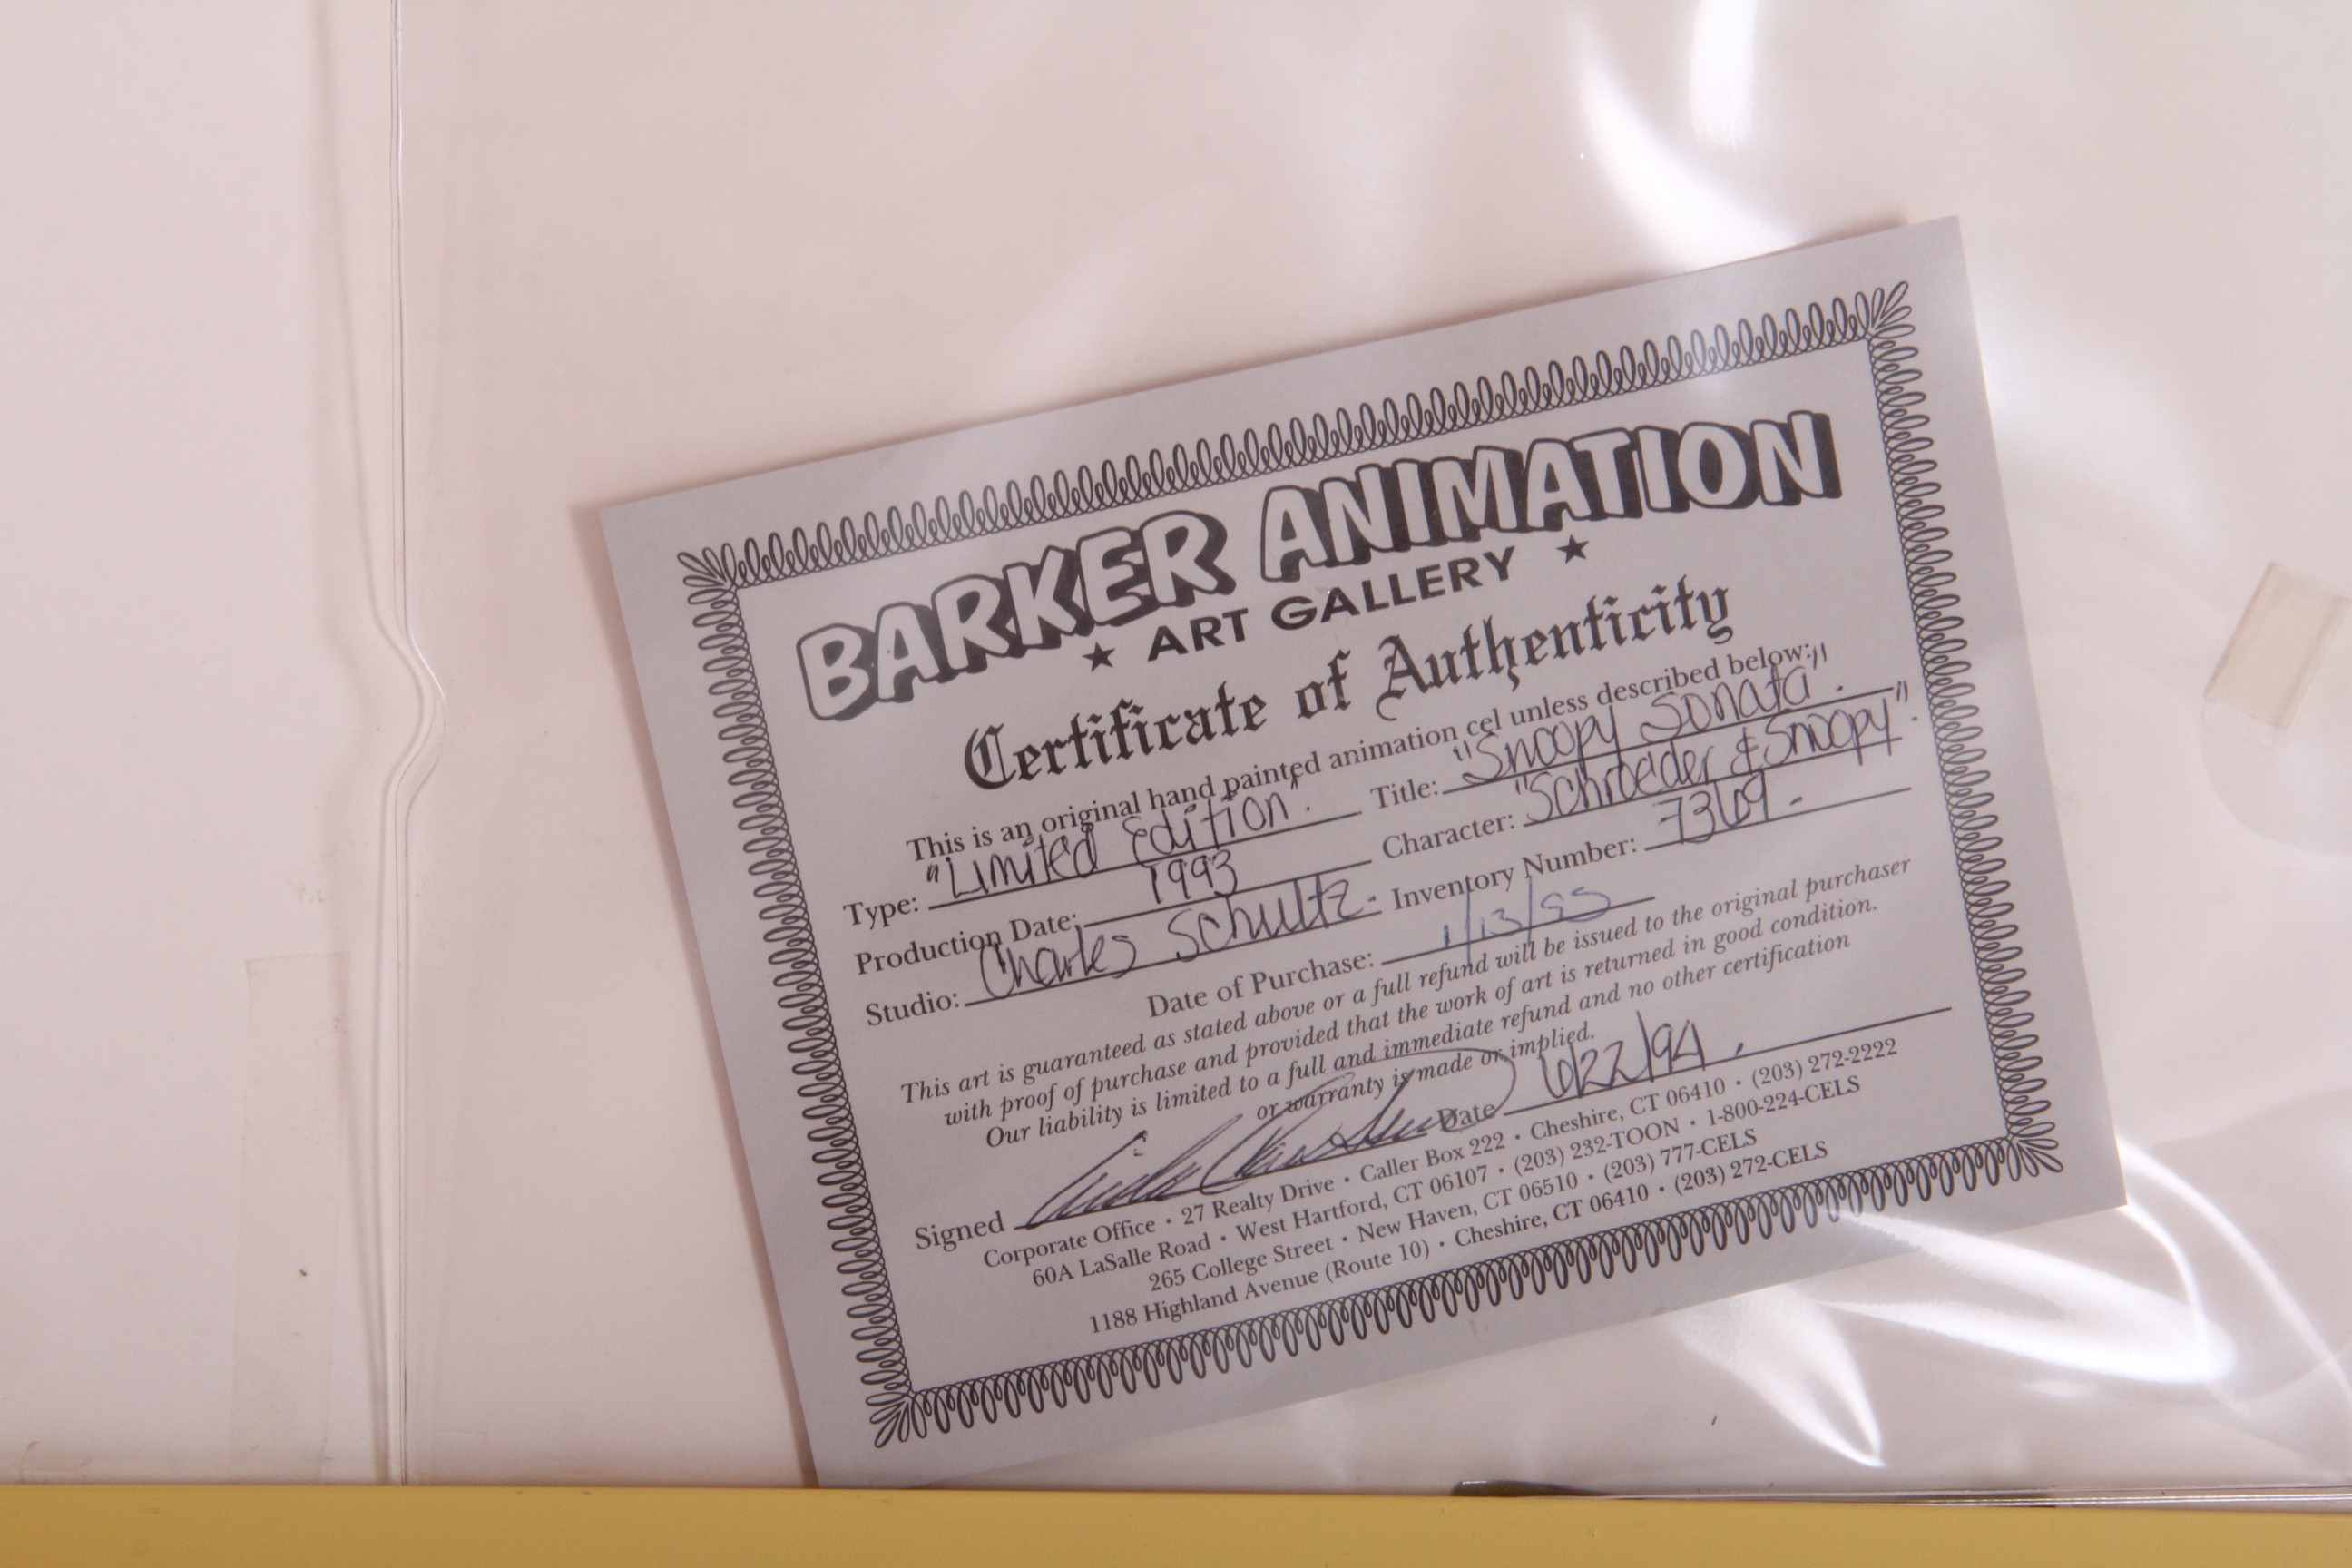 BARKER ANIMATION
★ ART GALLERY ★
Certificate of Authenticity
This is an original hand painted animation cel unless described below:
Type: "Limited Edition". Title: "Snoopy Sonata".
Production Date: 1993 Character: "Schroeder & Snoopy".
Studio: Charles Schultz. Inventory Number:
Date of Purchase: 1/13/95
This art is guaranteed as stated above or a full refund will be issued to the original purchaser
with proof of purchase and provided that the work of art is returned in good condition.
Our liability is limited to a full and immediate refund and no other certification
or warranty is made or implied.
Signed Date 6/22/94.
Corporate Office • 27 Realty Drive • Caller Box 222 • Cheshire, CT 06410 • (203) 272-2222
60A LaSalle Road • West Hartford, CT 06107 • (203) 232-TOON • 1-800-224-CELS
265 College Street • New Haven, CT 06510 • (203) 777-CELS
1188 Highland Avenue (Route 10) • Cheshire, CT 06410 • (203) 272-CELS